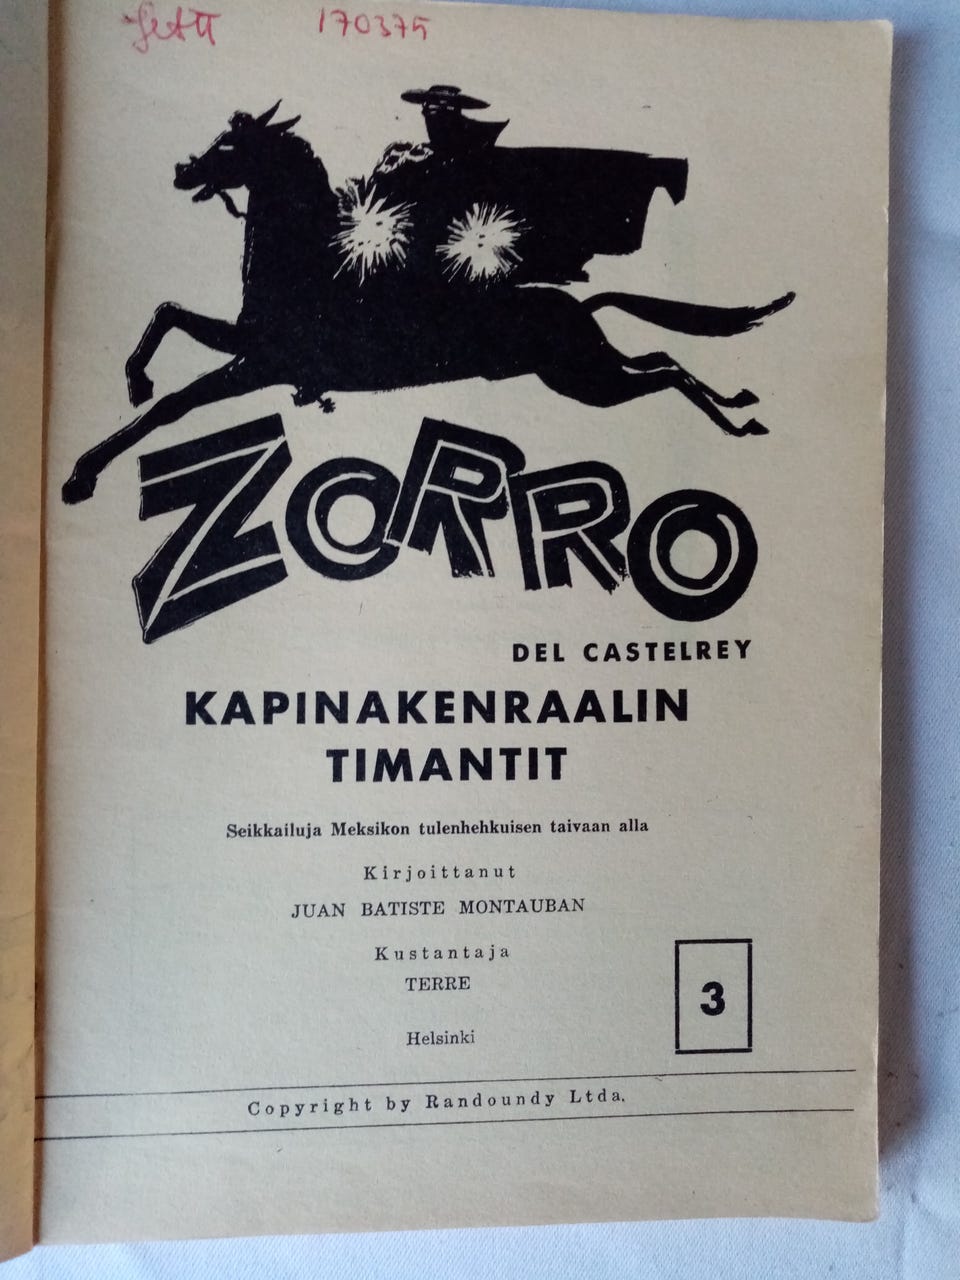 170375
ZORRO
DEL CASTELREY
KAPINAKENRAALIN
TIMANTIT
Seikkailuja Meksikon tulenhehkuisen taivaan alla
Kirjoittanut
JUAN BATISTE MONTAUBAN
Kustantaja
TERRE
Helsinki
3
Copyright by Randoundy Ltda.